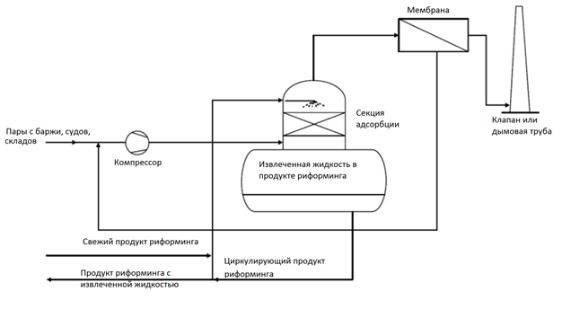 Мембрана
Секция
адсорбции
Клапан или
дымовая труба
Пары с баржи, судов,
складов
Компрессор
Извлеченная жидкость в
продукте риформинга
Свежий продукт риформинга
Циркулирующий продукт
риформинга
Продукт риформинга с
извлеченной жидкостью